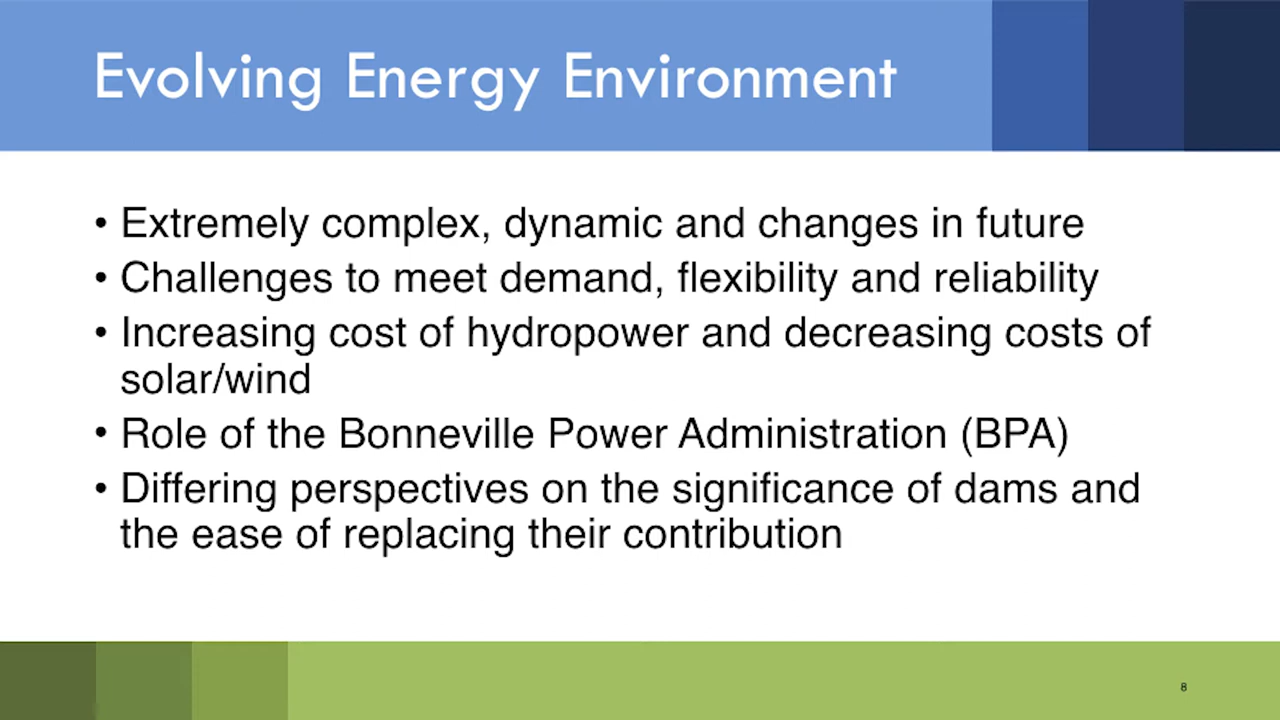 Evolving Energy Environment
• Extremely complex, dynamic and changes in future
• Challenges to meet demand, flexibility and reliability
• Increasing cost of hydropower and decreasing costs of
solar/wind
• Role of the Bonneville Power Administration (BPA)
• Differing perspectives on the significance of dams and
the ease of replacing their contribution
8